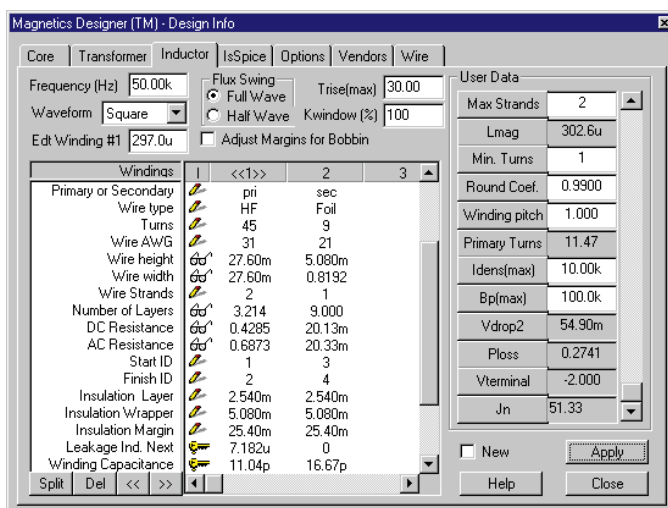 Magnetics Designer (TM) - Design Info
Core Transformer Inductor IsSpice Options Vendors Wire
Frequency (Hz) 50.00k Flux Swing Trise(max) 30.00
Full Wave
Waveform Square Half Wave Kwindow (%) 100
Edt Winding #1 297.0u Adjust Margins for Bobbin
Windings I <<1>> 2 3
Primary or Secondary pri sec
Wire type HF Foil
Turns 45 9
Wire AWG 31 21
Wire height 27.60m 5.080m
Wire width 27.60m 0.8192
Wire Strands 2 1
Number of Layers 3.214 9.000
DC Resistance 0.4285 20.13m
AC Resistance 0.6873 20.33m
Start ID 1 3
Finish ID 2 4
Insulation Layer 2.540m 2.540m
Insulation Wrapper 5.080m 5.080m
Insulation Margin 25.40m 25.40m
Leakage Ind. Next 7.182u 0
Winding Capacitance 11.04p 16.67p
Split Del << >>
User Data
Max Strands 2
Lmag 302.6u
Min. Turns 1
Round Coef. 0.9900
Winding pitch 1.000
Primary Turns 11.47
Idens(max) 10.00k
Bp(max) 100.0k
Vdrop2 54.90m
Ploss 0.2741
Vterminal -2.000
Jn 51.33
New Apply
Help Close